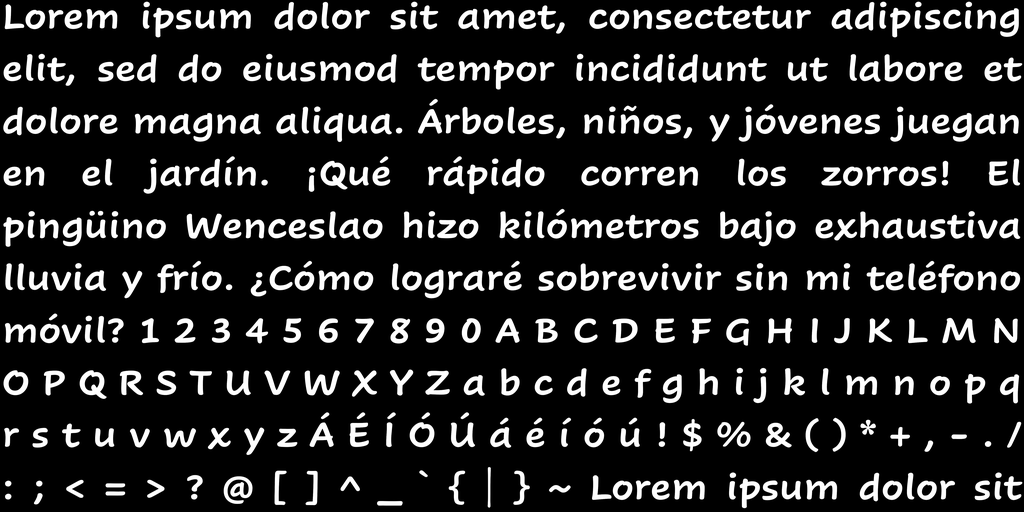 Lorem ipsum dolor sit amet, consectetur adipiscing
elit, sed do eiusmod tempor incididunt ut labore et
dolore magna aliqua. Árboles, niños, y jóvenes juegan
en el jardín. ¡Qué rápido corren los zorros! El
pingüino Wenceslao hizo kilómetros bajo exhaustiva
lluvia y frío. ¿Cómo lograré sobrevivir sin mi teléfono
móvil? 1 2 3 4 5 6 7 8 9 0 A B C D E F G H I J K L M N
O P Q R S T U V W X Y Z a b c d e f g h i j k l m n o p q
r s t u v w x y z Á É Í Ó Ú á é í ó ú ! $ % & ( ) * + , - . /
: ; < = > ? @ [ ] ^ _ ` { | } ~ Lorem ipsum dolor sit